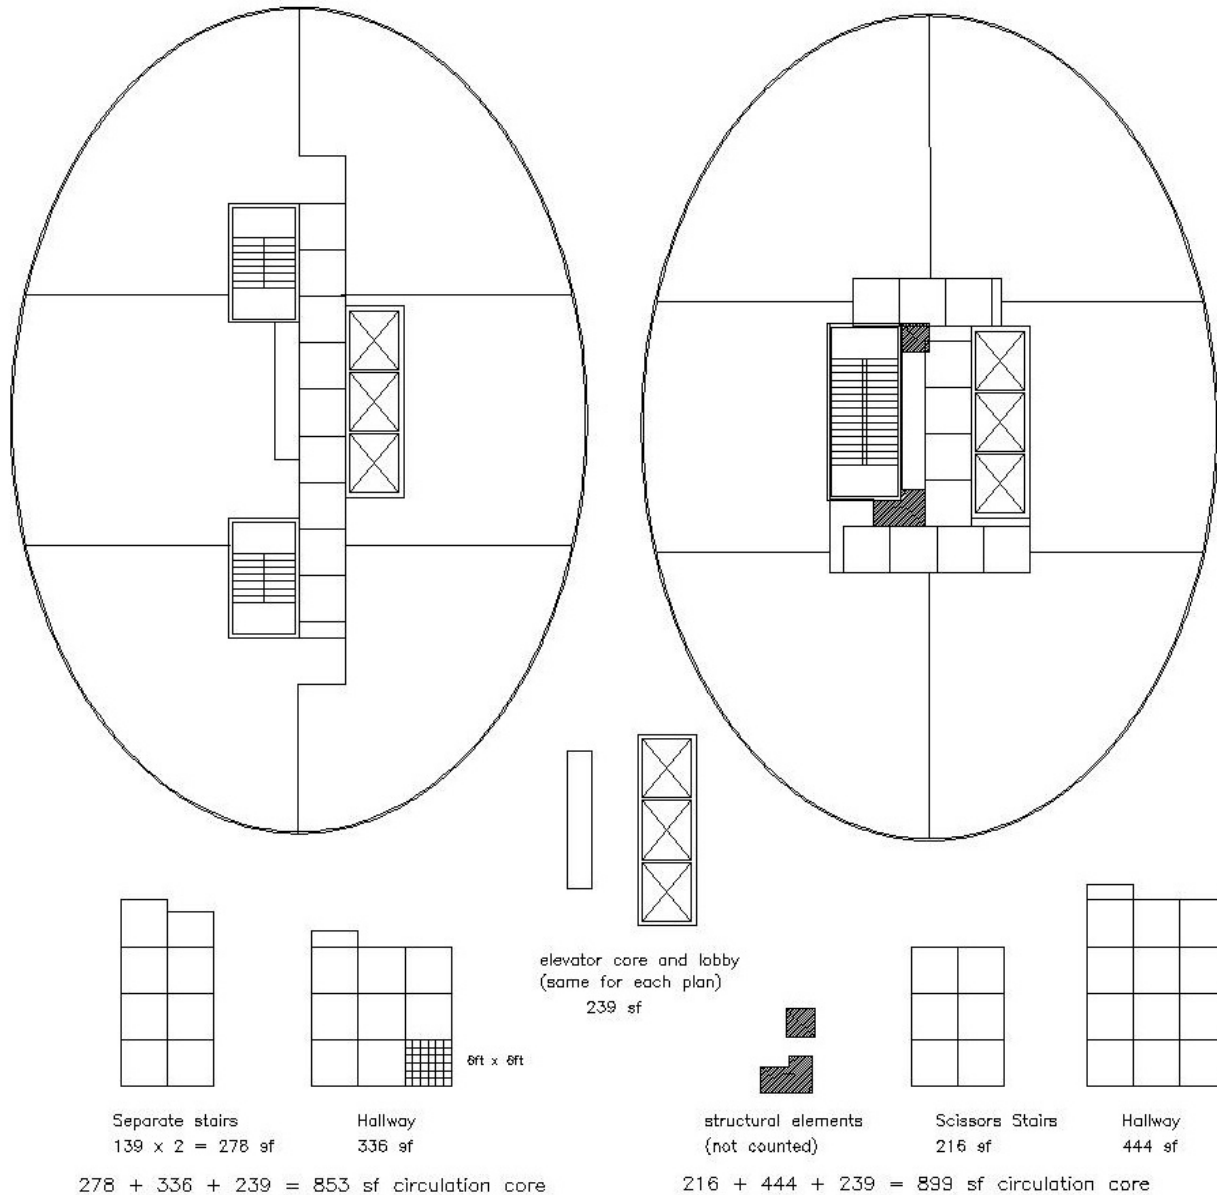 elevator core and lobby
(same for each plan)
239 sf
6ft x 6ft
Separate stairs
139 x 2 = 278 sf
Hallway
336 sf
structural elements
(not counted)
Scissors Stairs
216 sf
Hallway
444 sf
278 + 336 + 239 = 853 sf circulation core
216 + 444 + 239 = 899 sf circulation core